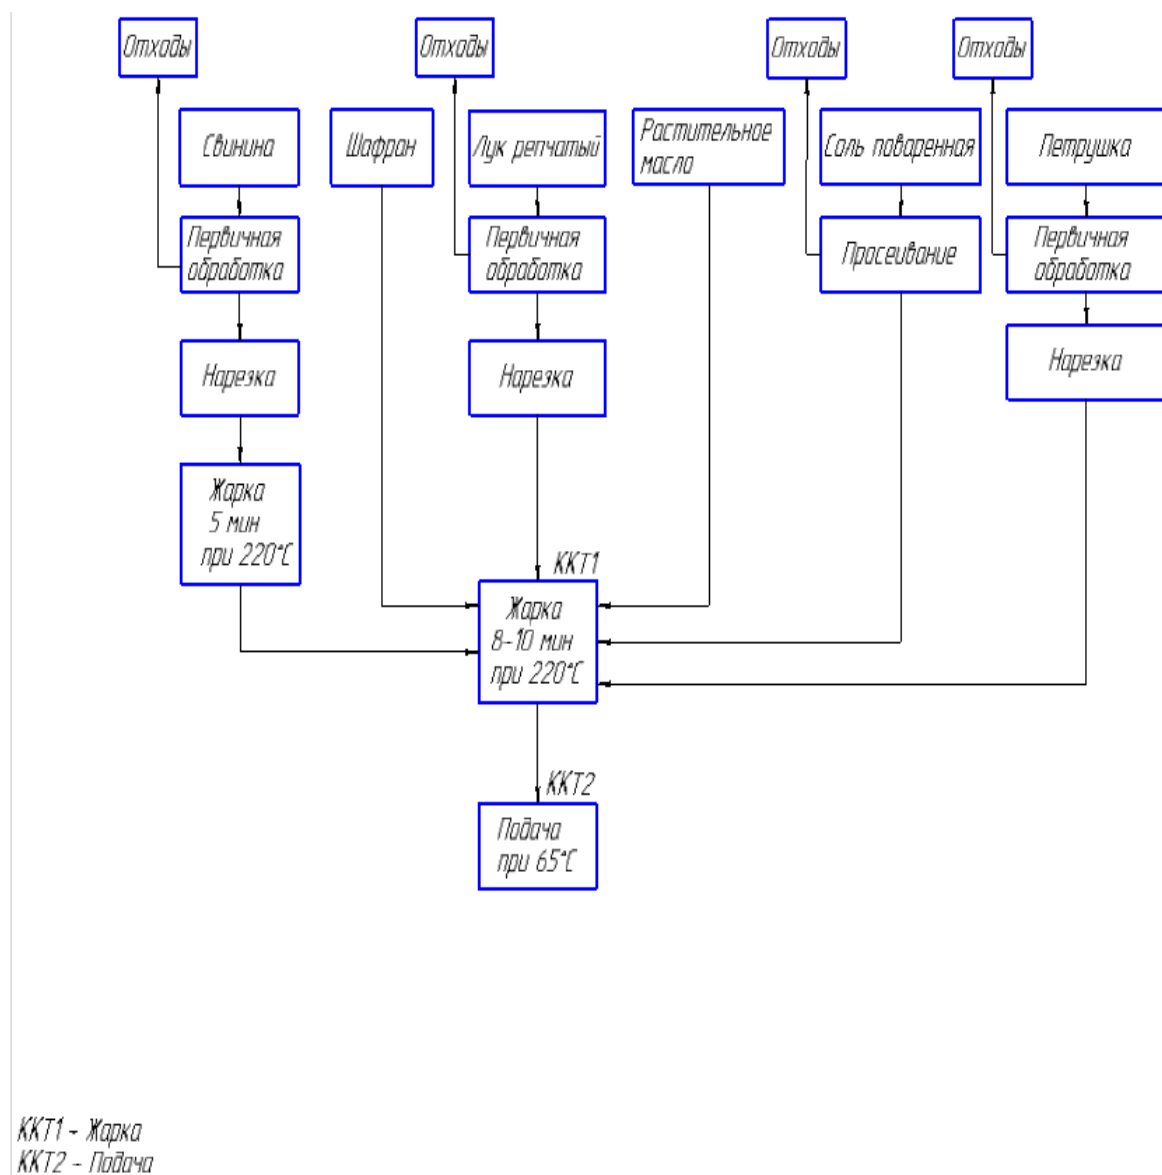 Отходы
Отходы
Отходы
Отходы
Свинина
Шафран
Лук репчатый
Растительное
масло
Соль поваренная
Петрушка
Первичная
обработка
Первичная
обработка
Просеивание
Первичная
обработка
Нарезка
Нарезка
Нарезка
Жарка
5 мин
при 220°С
ККТ1
Жарка
8-10 мин
при 220°С
ККТ2
Подача
при 65°С
ККТ1 - Жарка
ККТ2 - Подача